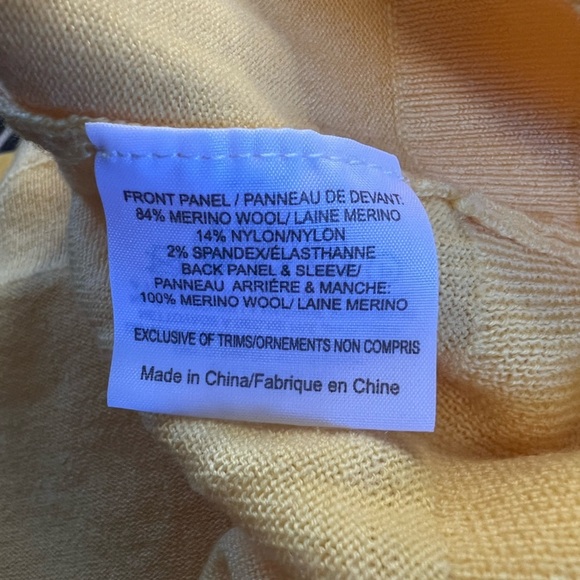 FRONT PANEL / PANNEAU DE DEVANT:
84% MERINO WOOL/ LAINE MERINO
14% NYLON/NYLON
2% SPANDEX/ÉLASTHANNE
BACK PANEL & SLEEVE/
PANNEAU ARRIÈRE & MANCHE:
100% MERINO WOOL/ LAINE MERINO
EXCLUSIVE OF TRIMS/ORNEMENTS NON COMPRIS
Made in China/Fabrique en Chine